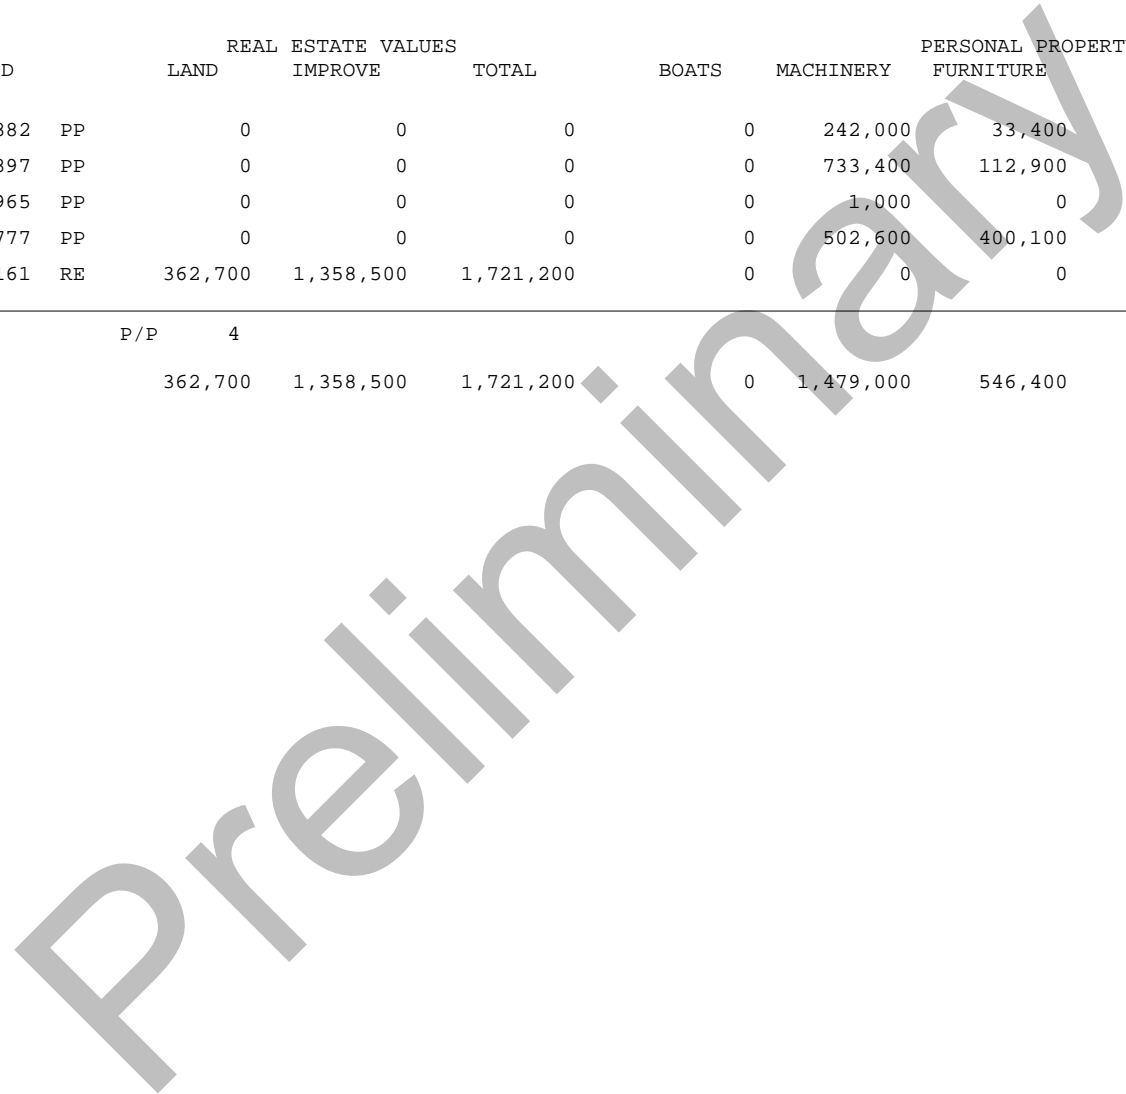 REAL ESTATE VALUES PERSONAL PROPERT
D LAND IMPROVE TOTAL BOATS MACHINERY FURNITURE
382 PP 0 0 0 0 242,000 33,400
397 PP 0 0 0 0 733,400 112,900
965 PP 0 0 0 0 1,000 0
777 PP 0 0 0 0 502,600 400,100
161 RE 362,700 1,358,500 1,721,200 0 0 0
P/P 4
362,700 1,358,500 1,721,200 0 1,479,000 546,400
Preliminary